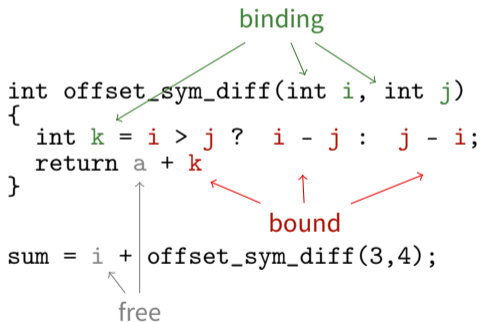 binding
int offset_sym_diff(int i, int j)
{
int k = i > j ? i - j : j - i;
return a + k
}
bound
sum = i + offset_sym_diff(3,4);
free